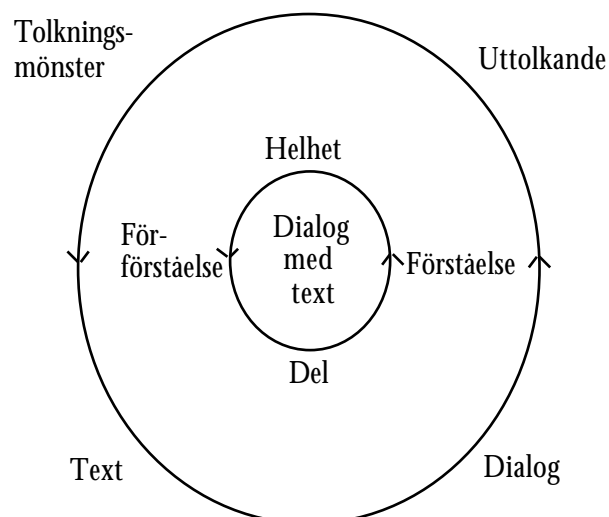 Tolknings-
mönster
Uttolkande
Helhet
För-
förståelse
Dialog
med
text
Förståelse
Del
Text
Dialog